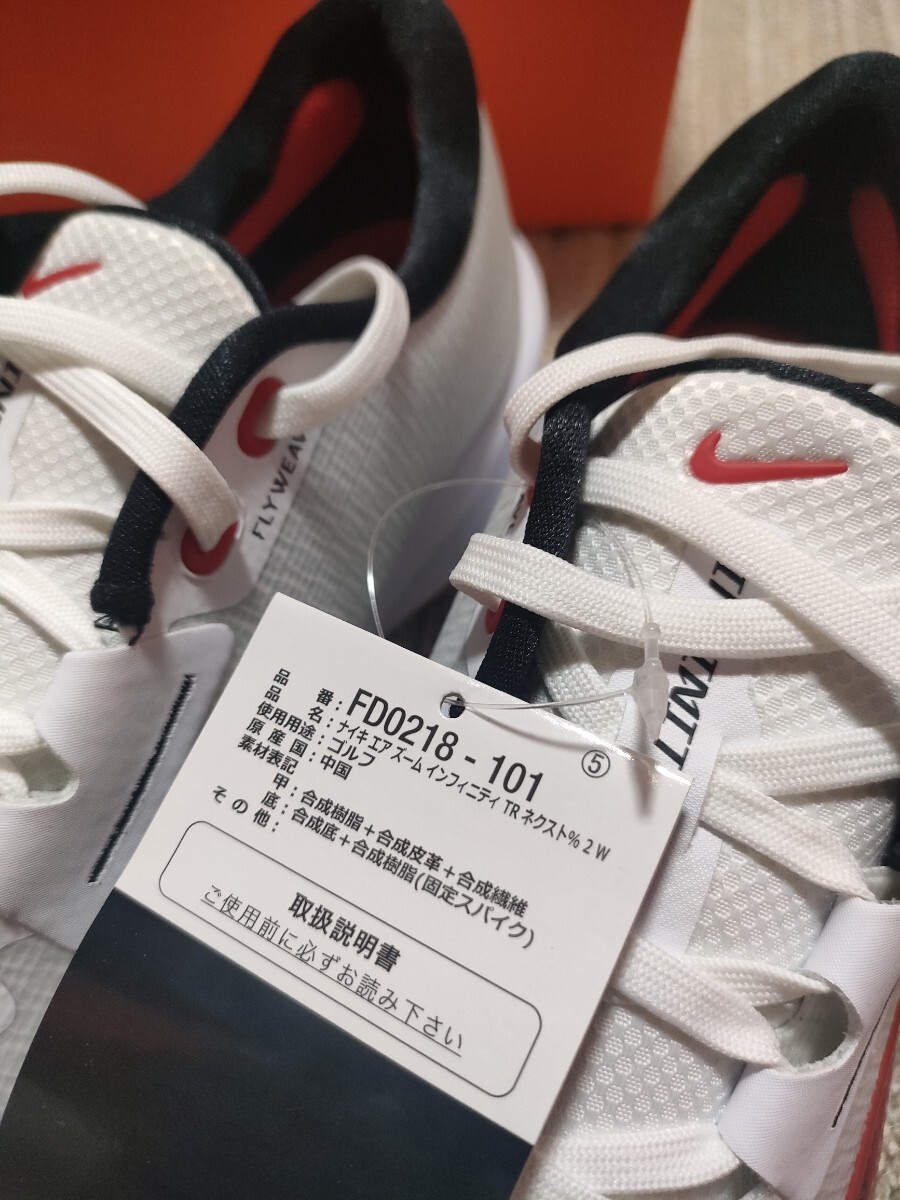 FLYWEAV
品　番：FD0218 - 101
品　名：ナイキ エア ズーム インフィニティ TR ネクスト% 2 W
⑤
使用用途：ゴルフ
原産国：中国
素材表記
甲：合成樹脂＋合成皮革＋合成繊維
底：合成底＋合成樹脂(固定スパイク)
その他：
取扱説明書
ご使用前に必ずお読み下さい